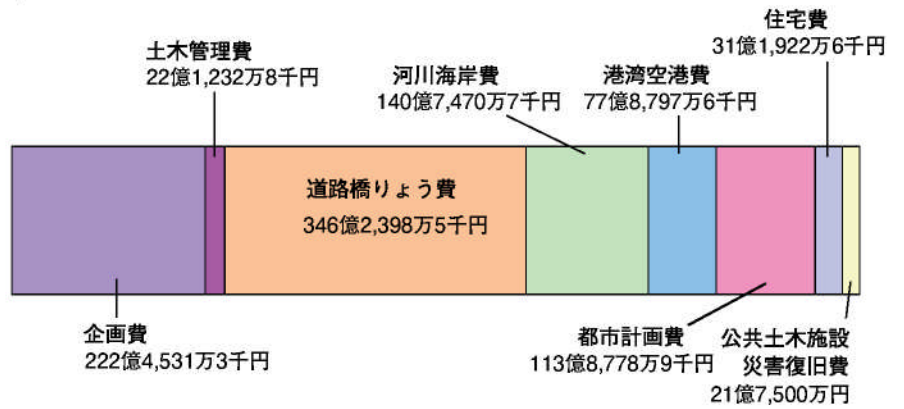 住宅費
31億1,922万6千円
土木管理費
22億1,232万8千円
河川海岸費
140億7,470万7千円
港湾空港費
77億8,797万6千円
道路橋りょう費
346億2,398万5千円
企画費
222億4,531万3千円
都市計画費
113億8,778万9千円
公共土木施設
災害復旧費
21億7,500万円